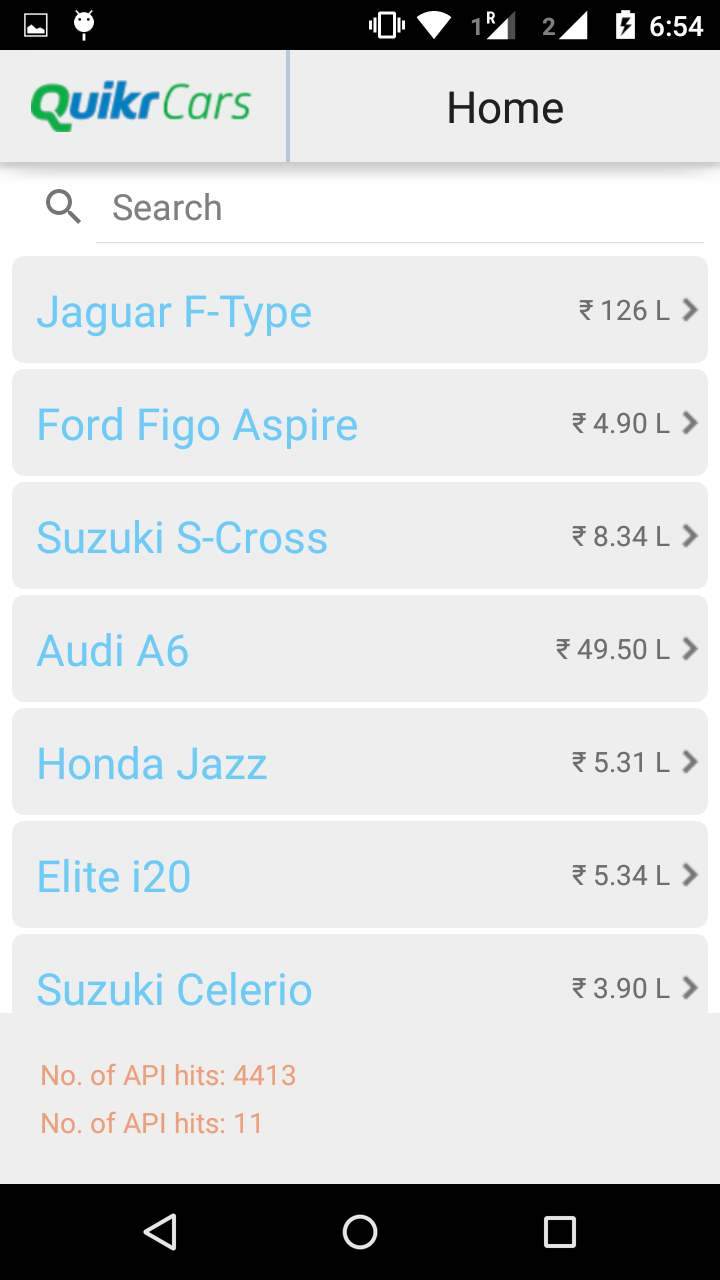 1 R 2 6:54
QuikrCars Home
Search
Jaguar F-Type ₹ 126 L
Ford Figo Aspire ₹ 4.90 L
Suzuki S-Cross ₹ 8.34 L
Audi A6 ₹ 49.50 L
Honda Jazz ₹ 5.31 L
Elite i20 ₹ 5.34 L
Suzuki Celerio ₹ 3.90 L
No. of API hits: 4413
No. of API hits: 11